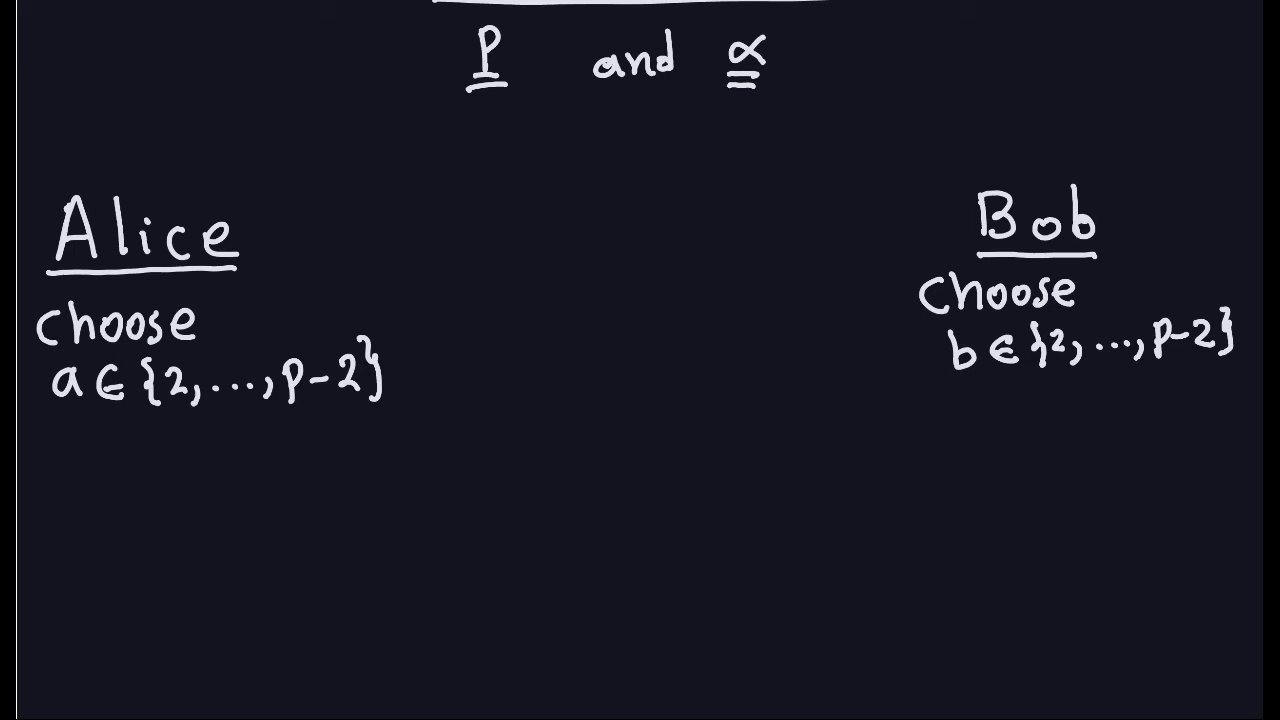 P and α
Alice
choose
a ∈ {2, ..., p-2}
Bob
choose
b ∈ {2, ..., p-2}